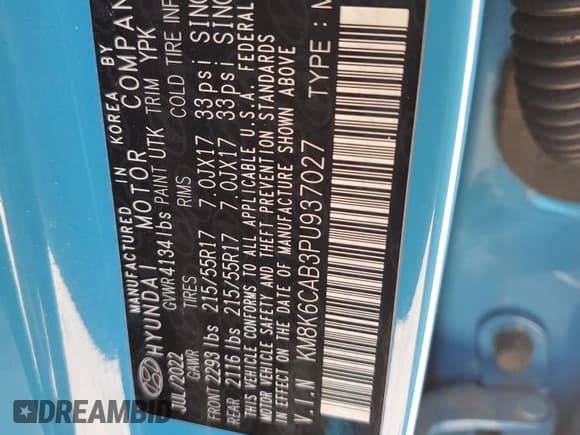 MANUFACTURED IN KOREA BY
HYUNDAI MOTOR COMPAN
JUL/2022 GVWR 4134 lbs PAINT UTK TRIM YPK
GAWR TIRES RIMS COLD TIRE INF
FRONT 2293 lbs 215/55R17 7.0JX17 33psi SING
REAR 2116 lbs 215/55R17 7.0JX17 33psi SING
THIS VEHICLE CONFORMS TO ALL APPLICABLE U.S.A. FEDERAL
MOTOR VEHICLE SAFETY AND THEFT PREVENTION STANDARDS
IN EFFECT ON THE DATE OF MANUFACTURE SHOWN ABOVE
V.I.N KM8K6CAB3PU937027 TYPE: M
DREAMBID